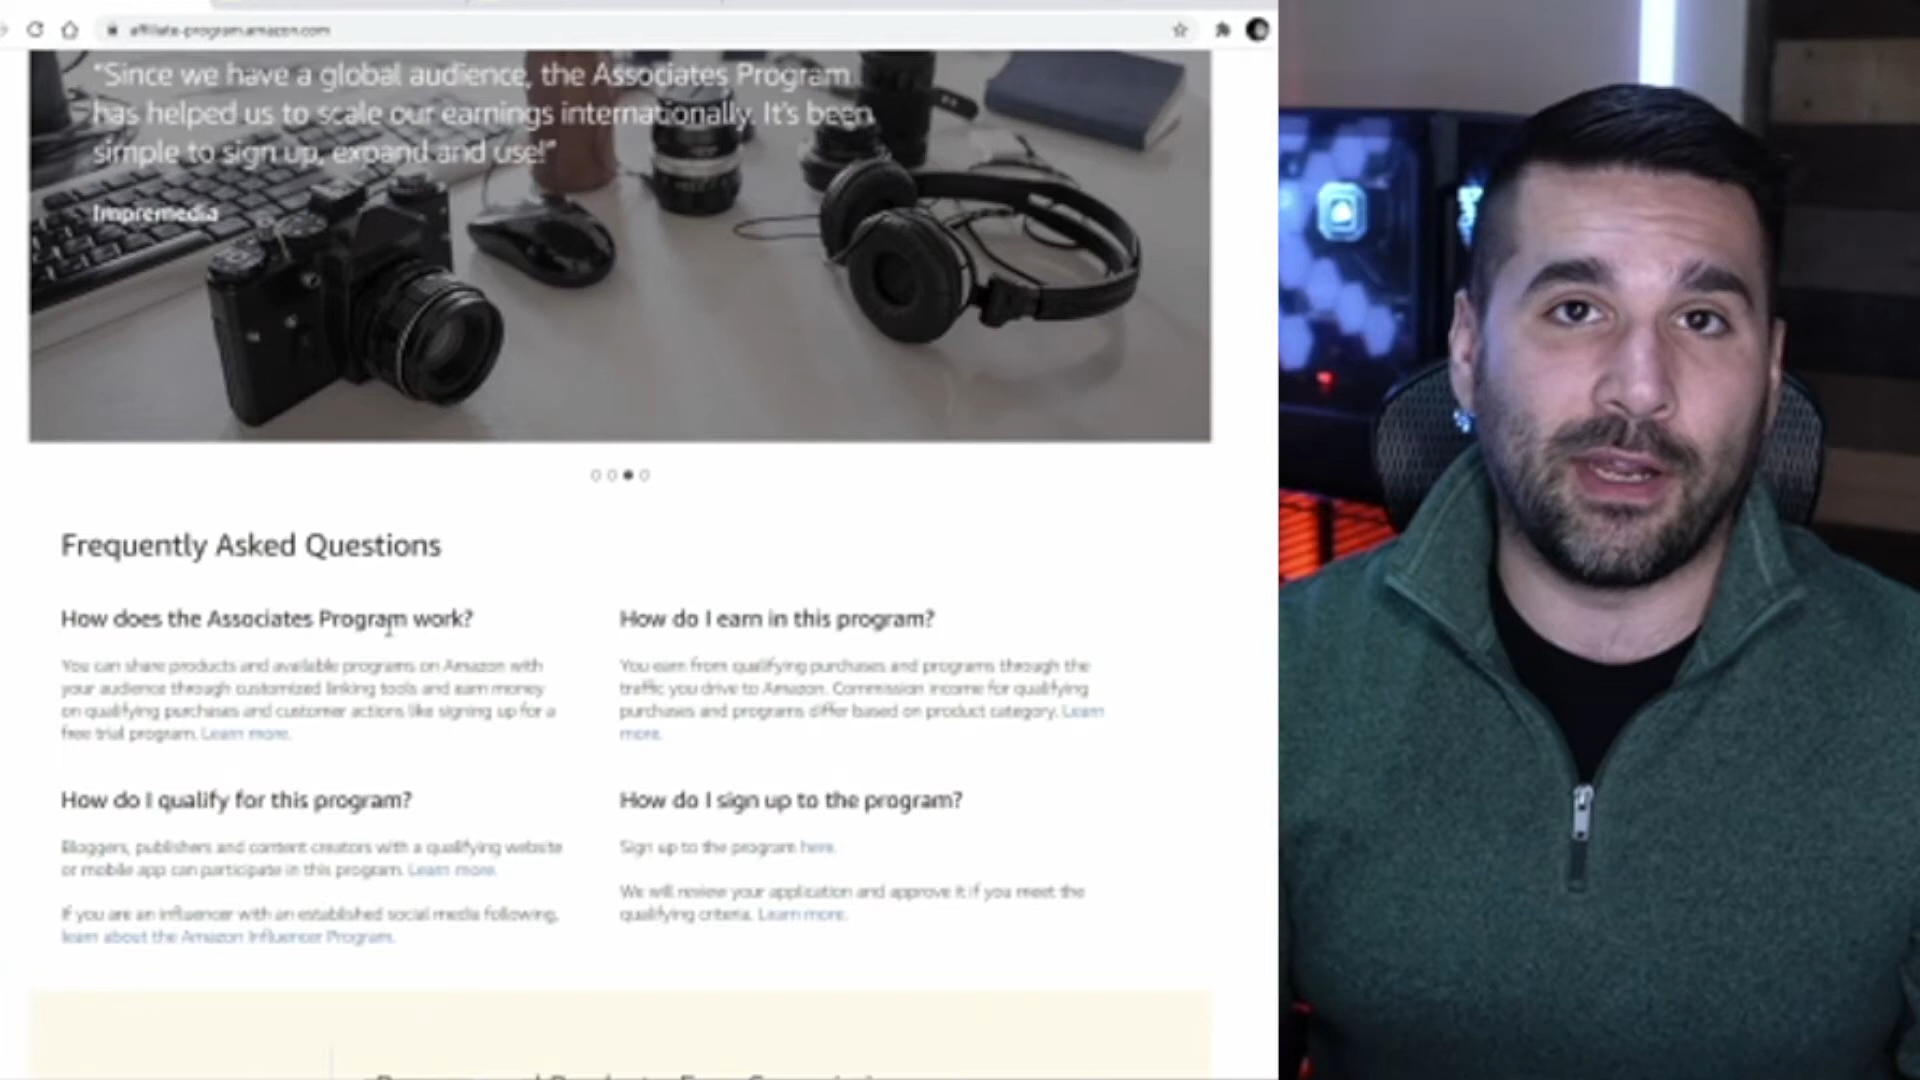 affiliate-program.amazon.com
"Since we have a global audience, the Associates Program
has helped us to scale our earnings internationally. It's been
simple to sign up, expand and use!"
Impremedia
Frequently Asked Questions
How does the Associates Program work?
You can share products and available programs on Amazon with
your audience through customized linking tools and earn money
on qualifying purchases and customer actions like signing up for a
free trial program. Learn more.
How do I earn in this program?
You earn from qualifying purchases and programs through the
traffic you drive to Amazon. Commission income for qualifying
purchases and programs differ based on product category. Learn
more.
How do I qualify for this program?
Bloggers, publishers and content creators with a qualifying website
or mobile app can participate in this program. Learn more.
If you are an influencer with an established social media following,
learn about the Amazon Influencer Program.
How do I sign up to the program?
Sign up to the program here.
We will review your application and approve it if you meet the
qualifying criteria. Learn more.